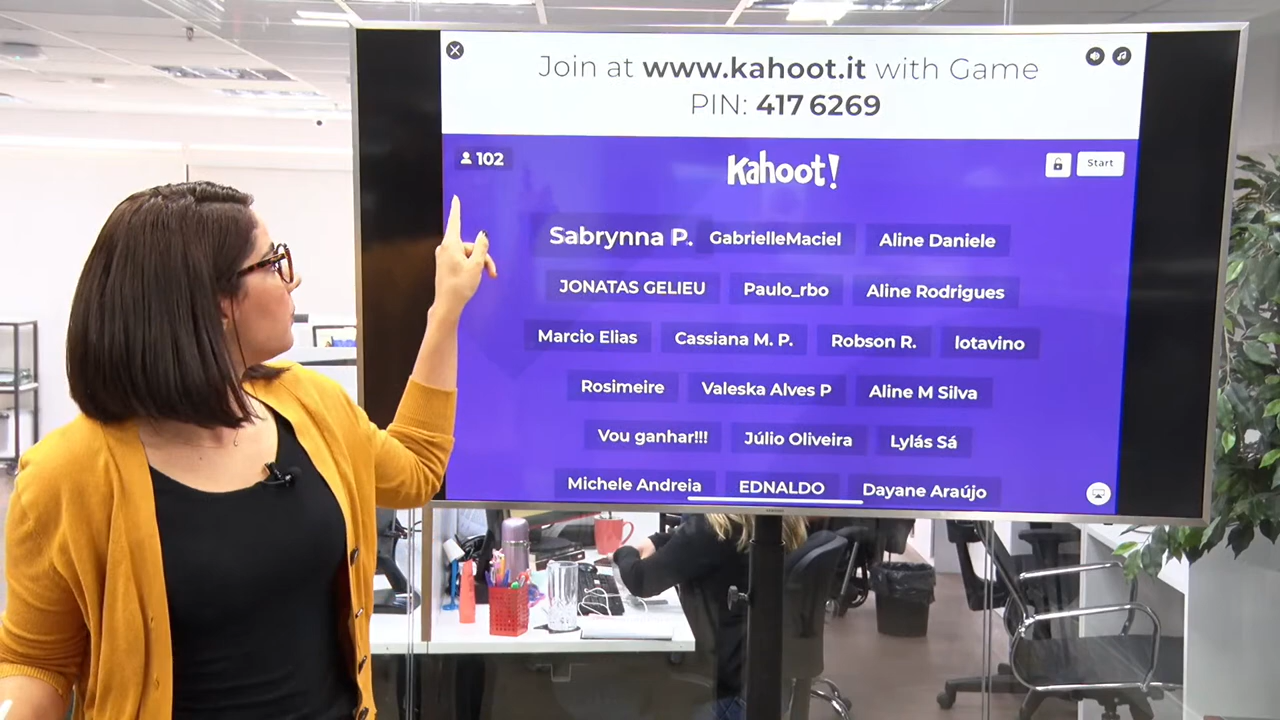 Join at www.kahoot.it with Game
PIN: 417 6269
102
Kahoot!
Start
Sabrynna P. GabrielleMaciel Aline Daniele
JONATAS GELIEU Paulo_rbo Aline Rodrigues
Marcio Elias Cassiana M. P. Robson R. lotavino
Rosimeire Valeska Alves P Aline M Silva
Vou ganhar!!! Júlio Oliveira Lylás Sá
Michele Andreia EDNALDO Dayane Araújo